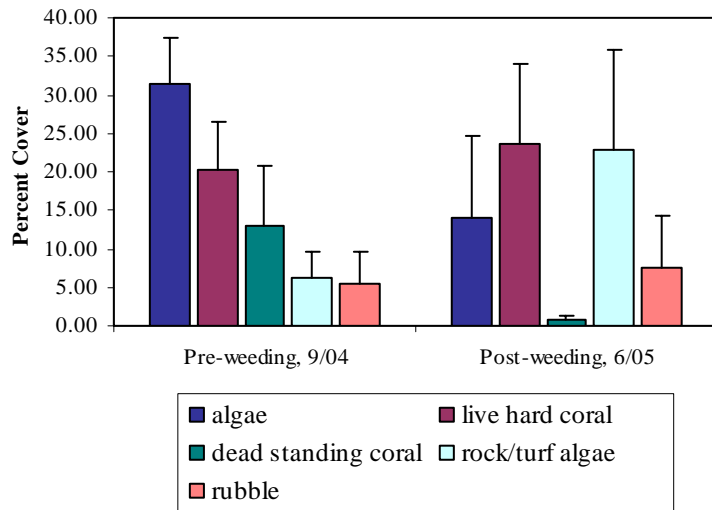 40.00
35.00
30.00
25.00
20.00
15.00
10.00
5.00
0.00
Percent Cover
Pre-weeding, 9/04 Post-weeding, 6/05
algae live hard coral
dead standing coral rock/turf algae
rubble